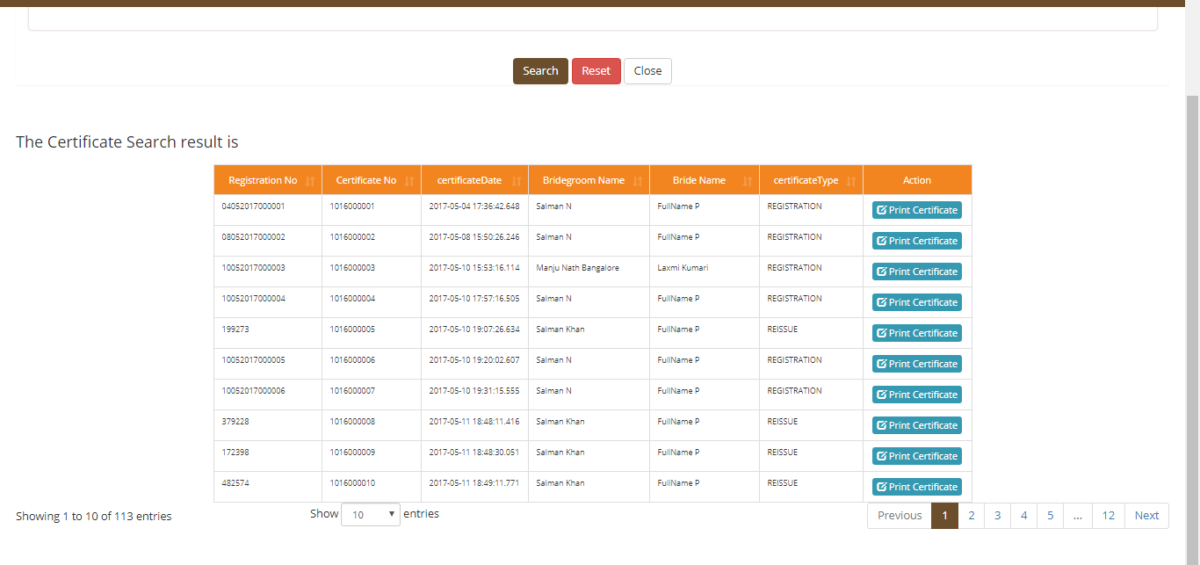 Search Reset Close
The Certificate Search result is
Registration No Certificate No certificateDate Bridegroom Name Bride Name certificateType Action
04052017000001 1016000001 2017-05-04 17:36:42.648 Salman N FullName P REGISTRATION Print Certificate
08052017000002 1016000002 2017-05-08 15:50:26.246 Salman N FullName P REGISTRATION Print Certificate
10052017000003 1016000003 2017-05-10 15:53:16.114 Manju Nath Bangalore Laxmi Kumari REGISTRATION Print Certificate
10052017000004 1016000004 2017-05-10 17:57:16.505 Salman N FullName P REGISTRATION Print Certificate
199273 1016000005 2017-05-10 19:07:26.634 Salman Khan FullName P REISSUE Print Certificate
10052017000005 1016000006 2017-05-10 19:20:02.607 Salman N FullName P REGISTRATION Print Certificate
10052017000006 1016000007 2017-05-10 19:31:15.555 Salman N FullName P REGISTRATION Print Certificate
379228 1016000008 2017-05-11 18:48:11.416 Salman Khan FullName P REISSUE Print Certificate
172398 1016000009 2017-05-11 18:48:30.051 Salman Khan FullName P REISSUE Print Certificate
482574 1016000010 2017-05-11 18:49:11.771 Salman Khan FullName P REISSUE Print Certificate
Showing 1 to 10 of 113 entries Show 10 entries Previous 1 2 3 4 5 ... 12 Next